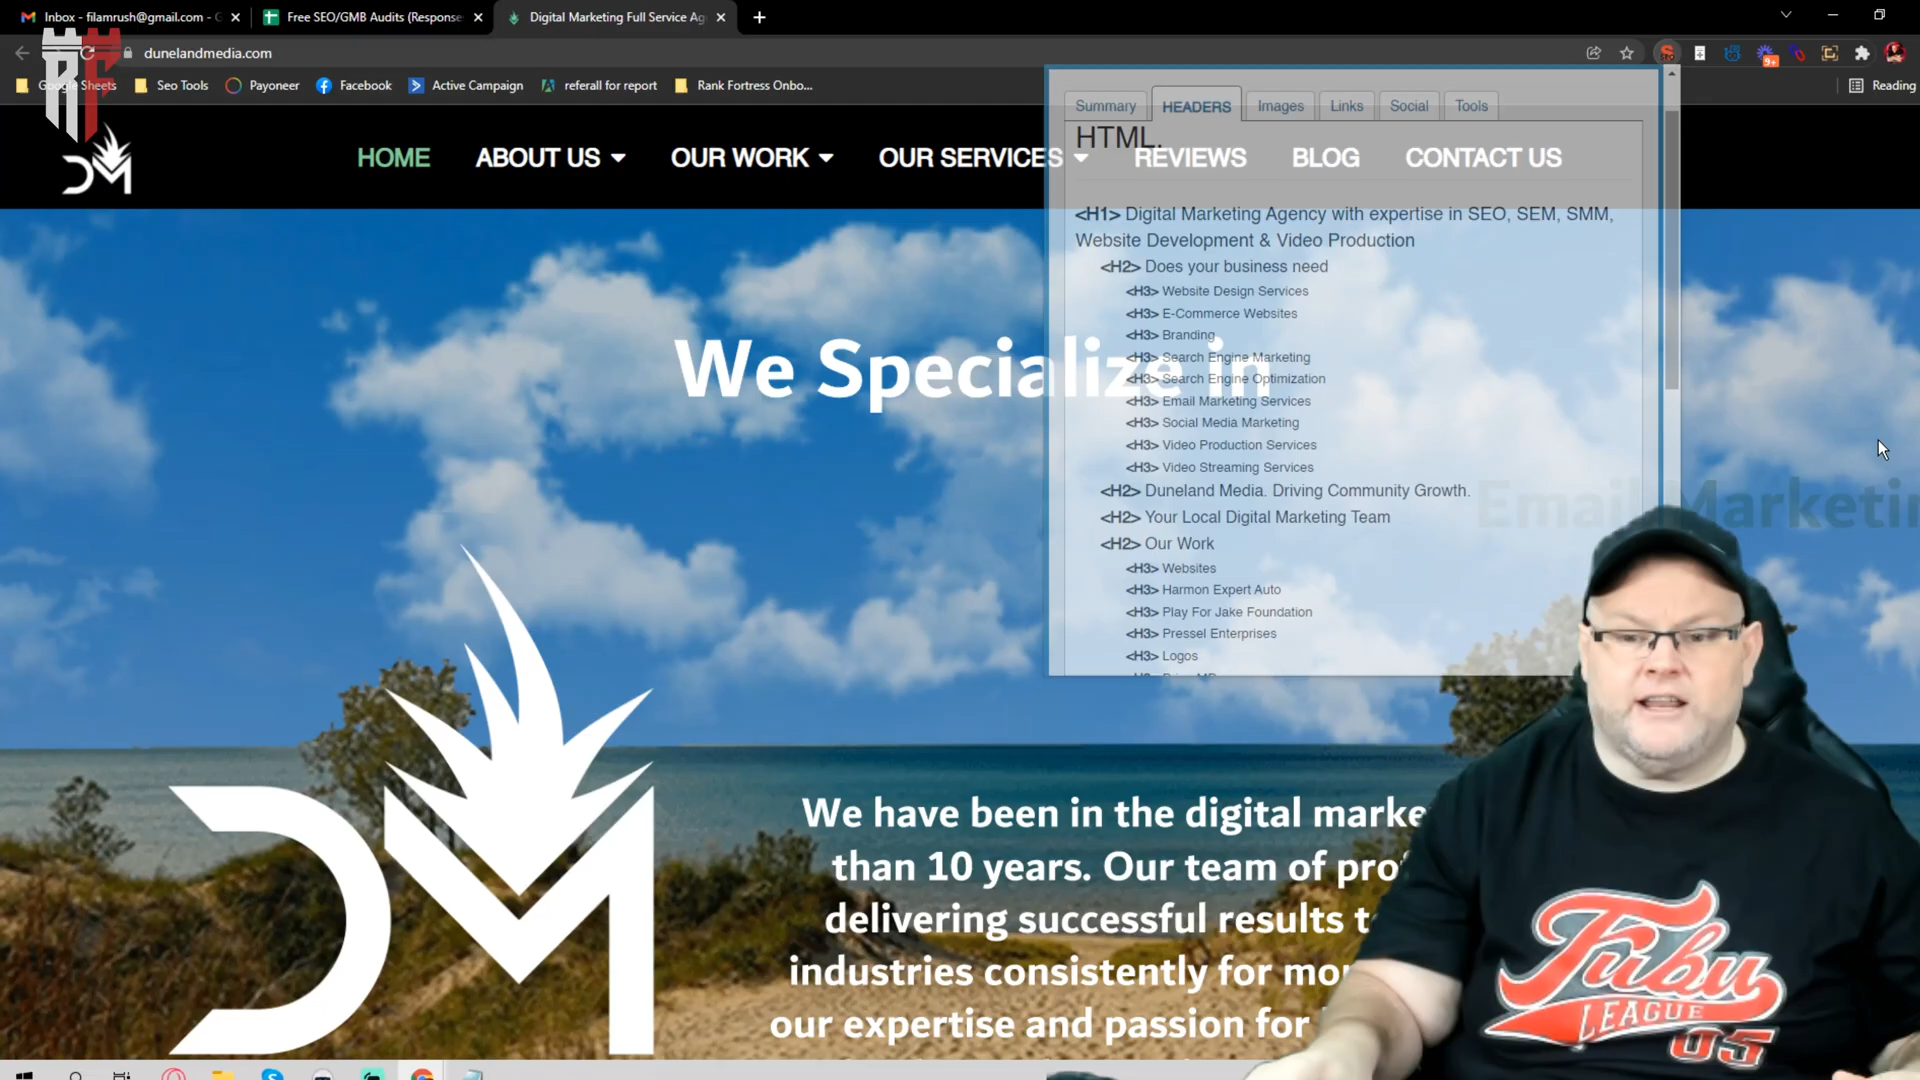 Inbox - filamrush@gmail.com - G
Free SEO/GMB Audits (Response
Digital Marketing Full Service Ag
dunelandmedia.com
9+
Google Sheets
Seo Tools
Payoneer
Facebook
Active Campaign
referall for report
Rank Fortress Onbo...
Reading
RF
DM
HOME
ABOUT US
OUR WORK
OUR SERVICES
REVIEWS
BLOG
CONTACT US
Summary
HEADERS
Images
Links
Social
Tools
HTML.
<H1> Digital Marketing Agency with expertise in SEO, SEM, SMM,
Website Development & Video Production
<H2> Does your business need
<H3> Website Design Services
<H3> E-Commerce Websites
<H3> Branding
<H3> Search Engine Marketing
<H3> Search Engine Optimization
<H3> Email Marketing Services
<H3> Social Media Marketing
<H3> Video Production Services
<H3> Video Streaming Services
<H2> Duneland Media. Driving Community Growth.
<H2> Your Local Digital Marketing Team
<H2> Our Work
<H3> Websites
<H3> Harmon Expert Auto
<H3> Play For Jake Foundation
<H3> Pressel Enterprises
<H3> Logos
We Specialize in
Email Marketin
DM
We have been in the digital marke
than 10 years. Our team of pro
delivering successful results t
industries consistently for mo
our expertise and passion for
Fubu
LEAGUE
05